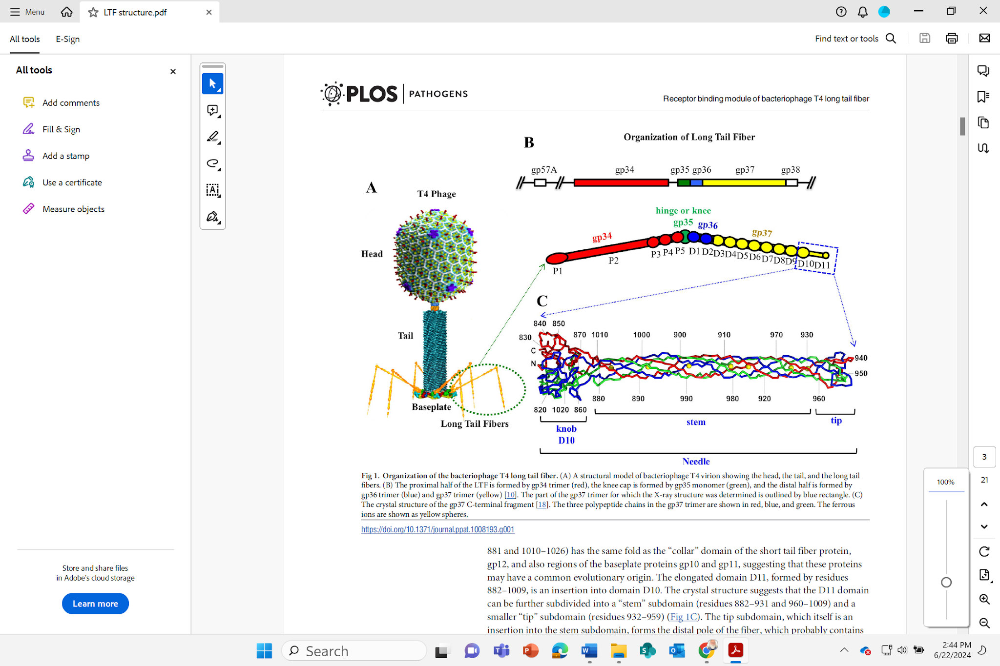 Menu
LTF structure.pdf
All tools
E-Sign
Find text or tools
All tools
Add comments
Fill & Sign
Add a stamp
Use a certificate
Measure objects
Store and share files
in Adobe's cloud storage
Learn more
PLOS | PATHOGENS
Receptor binding module of bacteriophage T4 long tail fiber
A
T4 Phage
Head
Tail
Baseplate
Long Tail Fibers
B
Organization of Long Tail Fiber
gp57A gp34 gp35 gp36 gp37 gp38
hinge or knee
gp34 gp35 gp36 gp37
P1 P2 P3 P4 P5 D1 D2 D3 D4 D5 D6 D7 D8 D9 D10 D11
C
840 850
830 870 1010 1000 900 910 970 930
C
N
940
950
880 890 990 980 920 960
820 1020 860
knob
D10
stem
tip
Needle
Fig 1. Organization of the bacteriophage T4 long tail fiber. (A) A structural model of bacteriophage T4 virion showing the head, the tail, and the long tail
fibers. (B) The proximal half of the LTF is formed by gp34 trimer (red), the knee cap is formed by gp35 monomer (green), and the distal half is formed by
gp36 trimer (blue) and gp37 trimer (yellow) [10]. The part of the gp37 trimer for which the X-ray structure was determined is outlined by blue rectangle. (C)
The crystal structure of the gp37 C-terminal fragment [18]. The three polypeptide chains in the gp37 trimer are shown in red, blue, and green. The ferrous
ions are shown as yellow spheres.
https://doi.org/10.1371/journal.ppat.1008193.g001
881 and 1010–1026) has the same fold as the “collar” domain of the short tail fiber protein,
gp12, and also regions of the baseplate proteins gp10 and gp11, suggesting that these proteins
may have a common evolutionary origin. The elongated domain D11, formed by residues
882–1009, is an insertion into domain D10. The crystal structure suggests that the D11 domain
can be further subdivided into a “stem” subdomain (residues 882–931 and 960–1009) and a
smaller “tip” subdomain (residues 932–959) (Fig 1C). The tip subdomain, which itself is an
insertion into the stem subdomain, forms the distal pole of the fiber, which probably contains
3
21
100%
Search
2:44 PM
6/22/2024